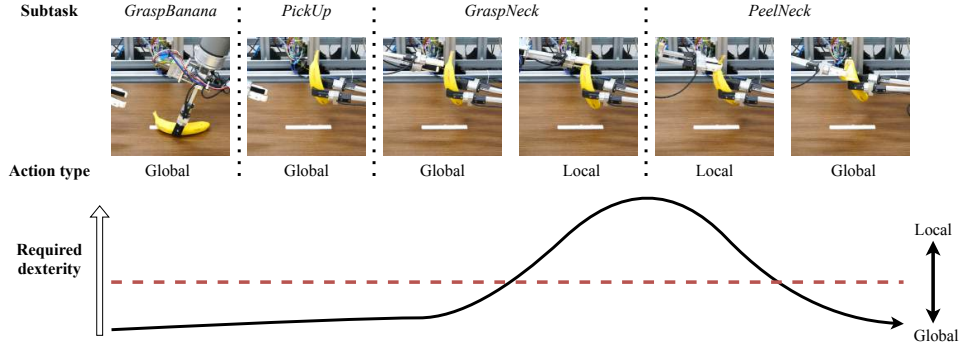 Subtask GraspBanana PickUp GraspNeck PeelNeck
Action type Global Global Global Local Local Global
Required
dexterity
Local
Global